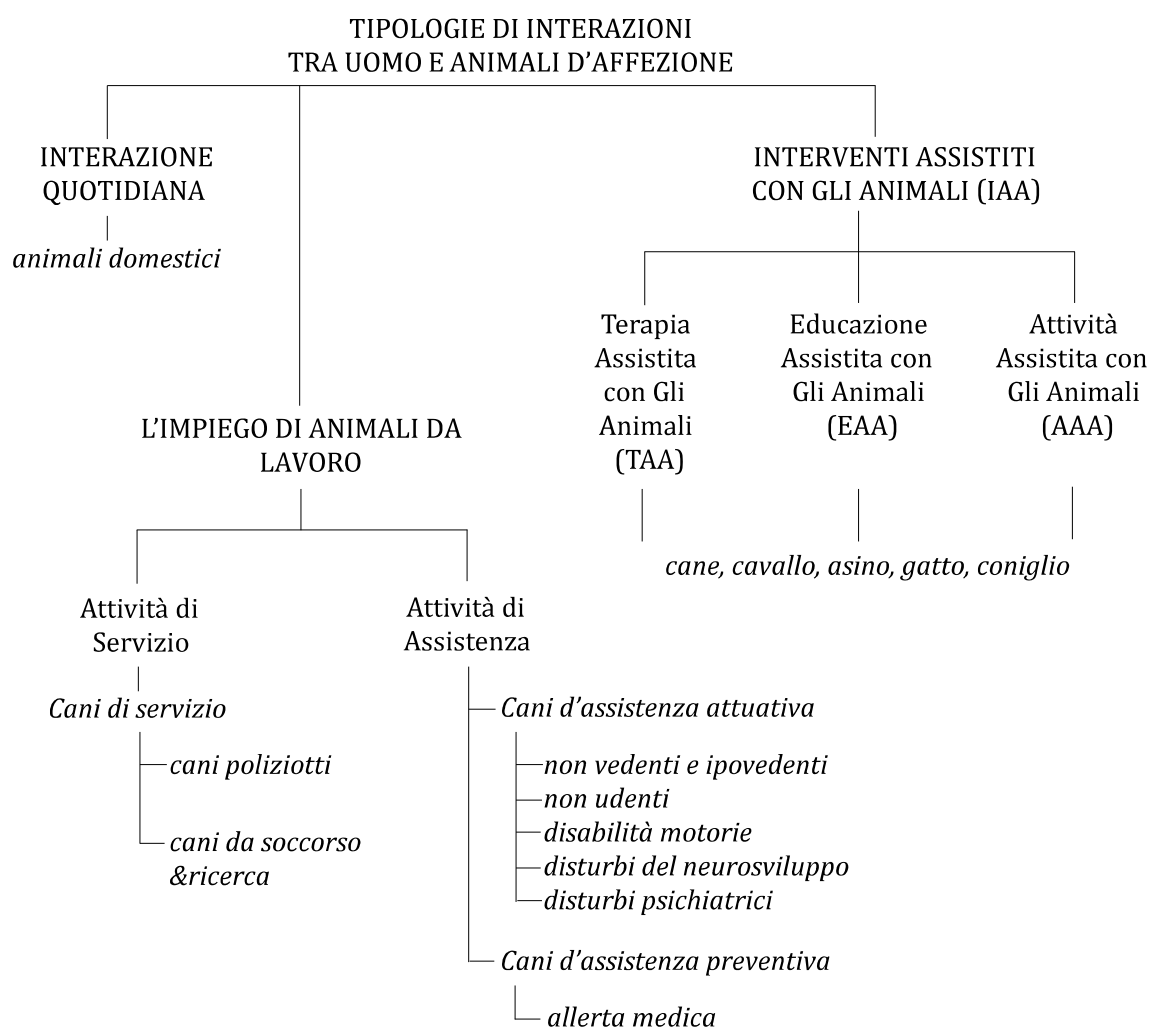 TIPOLOGIE DI INTERAZIONI
TRA UOMO E ANIMALI D'AFFEZIONE
INTERAZIONE
QUOTIDIANA
animali domestici
L'IMPIEGO DI ANIMALI DA
LAVORO
Attività di
Servizio
Cani di servizio
cani poliziotti
cani da soccorso
&ricerca
Attività di
Assistenza
Cani d'assistenza attuativa
non vedenti e ipovedenti
non udenti
disabilità motorie
disturbi del neurosviluppo
disturbi psichiatrici
Cani d'assistenza preventiva
allerta medica
INTERVENTI ASSISTITI
CON GLI ANIMALI (IAA)
Terapia
Assistita
con Gli
Animali
(TAA)
Educazione
Assistita con
Gli Animali
(EAA)
Attività
Assistita con
Gli Animali
(AAA)
cane, cavallo, asino, gatto, coniglio